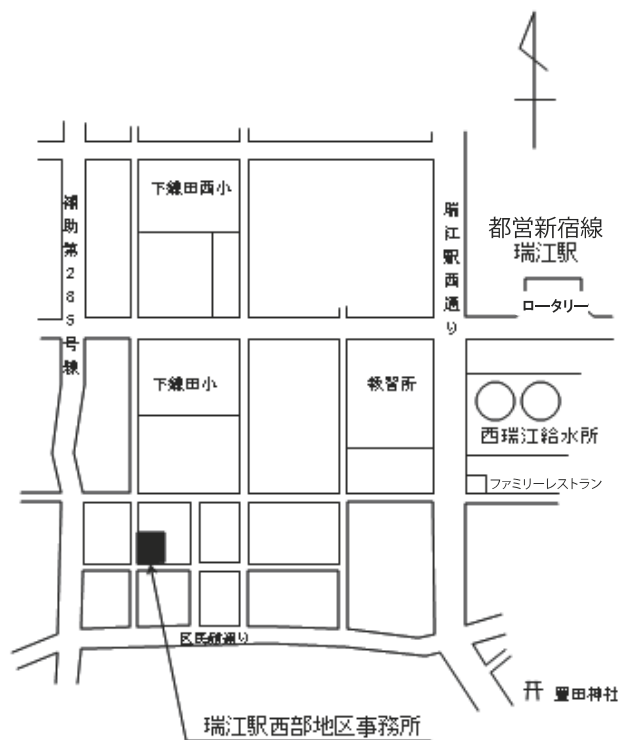 下鎌田西小
補助第285号線
瑞江駅西通り
都営新宿線
瑞江駅
ロータリー
下鎌田小
教習所
西瑞江給水所
ファミリーレストラン
区民館通り
豊田神社
瑞江駅西部地区事務所